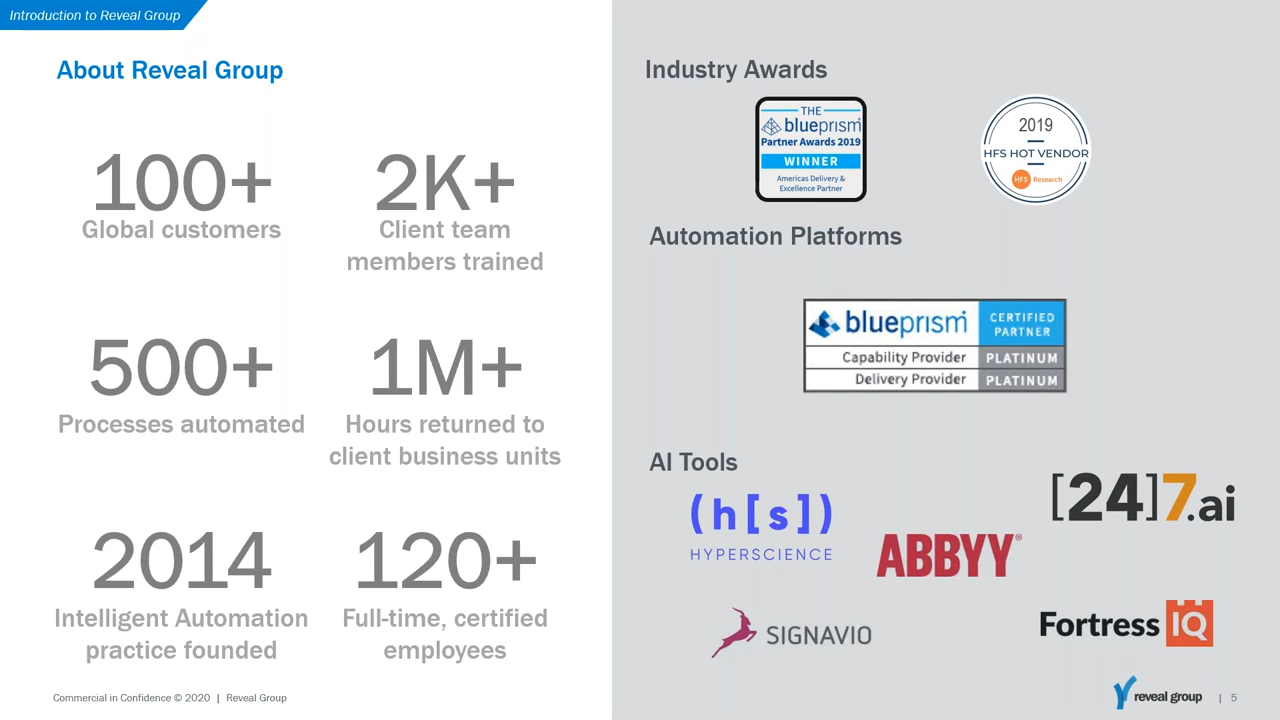 Introduction to Reveal Group
About Reveal Group
100+
Global customers
2K+
Client team
members trained
500+
Processes automated
1M+
Hours returned to
client business units
2014
Intelligent Automation
practice founded
120+
Full-time, certified
employees
Industry Awards
THE
blueprism
Partner Awards 2019
WINNER
Americas Delivery &
Excellence Partner
2019
HFS HOT VENDOR
HFS Research
Automation Platforms
blueprism
CERTIFIED
PARTNER
Capability Provider PLATINUM
Delivery Provider PLATINUM
AI Tools
(h[s])
HYPERSCIENCE
ABBYY®
[24]7.ai
SIGNAVIO
Fortress IQ
Commercial in Confidence © 2020 | Reveal Group
reveal group | 5